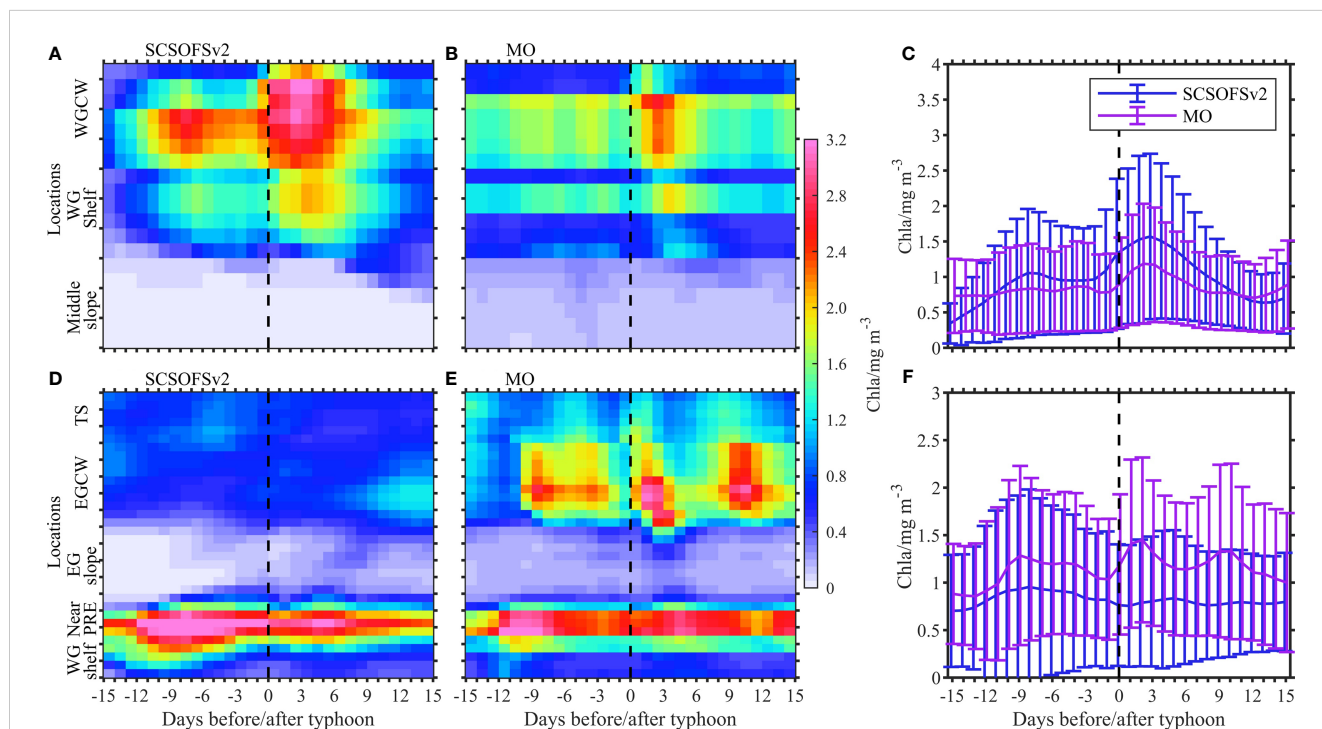 A SCSOFSv2
B MO
C
Locations
WGCW
WG
Shelf
Middle
slope
3.2
2.8
2.4
2.0
1.6
1.2
0.8
0.4
0
Chla/mg m⁻³
Chla/mg m⁻³
4
3.5
3
2.5
2
1.5
1
0.5
0
SCSOFSv2
MO
D SCSOFSv2
E MO
F
Locations
TS
EGCW
EG
slope
Near
PRE
WG
shelf
-15 -12 -9 -6 -3 0 3 6 9 12 15
Days before/after typhoon
-15 -12 -9 -6 -3 0 3 6 9 12 15
Days before/after typhoon
Chla/mg m⁻³
3
2.5
2
1.5
1
0.5
0
-15 -12 -9 -6 -3 0 3 6 9 12 15
Days before/after typhoon